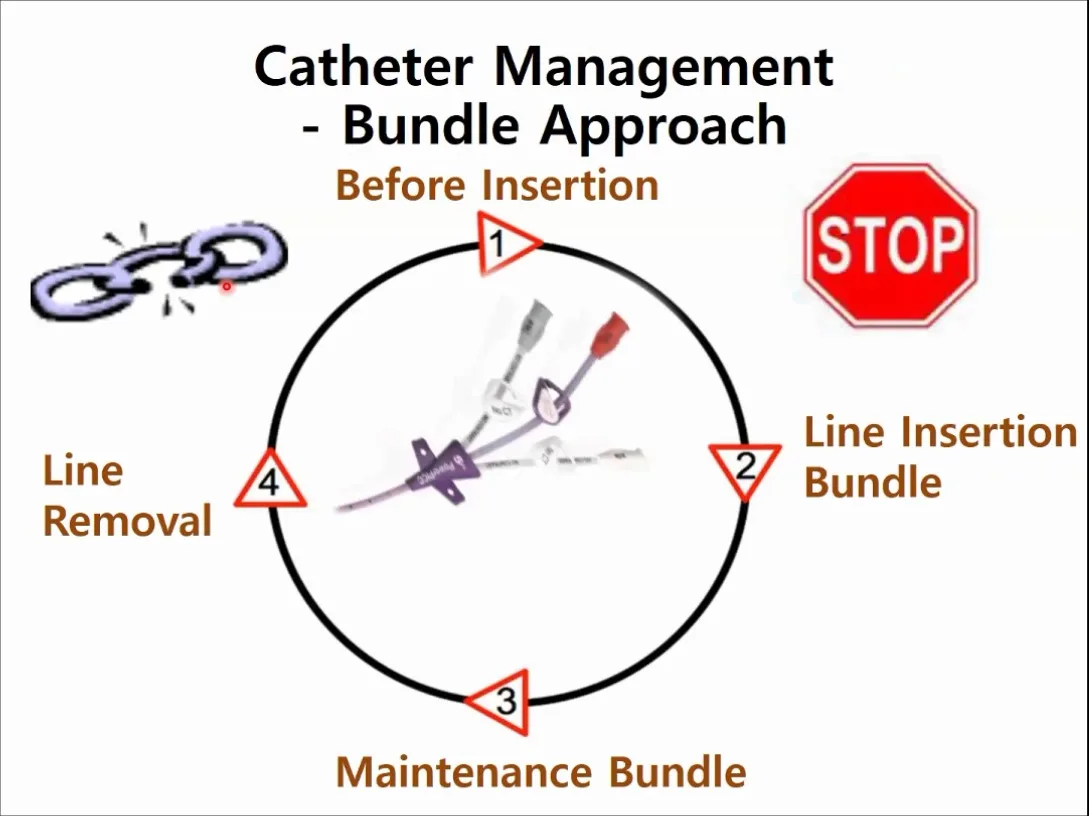 Catheter Management
- Bundle Approach
Before Insertion
1
STOP
2
Line Insertion
Bundle
Line
Removal
4
3
Maintenance Bundle